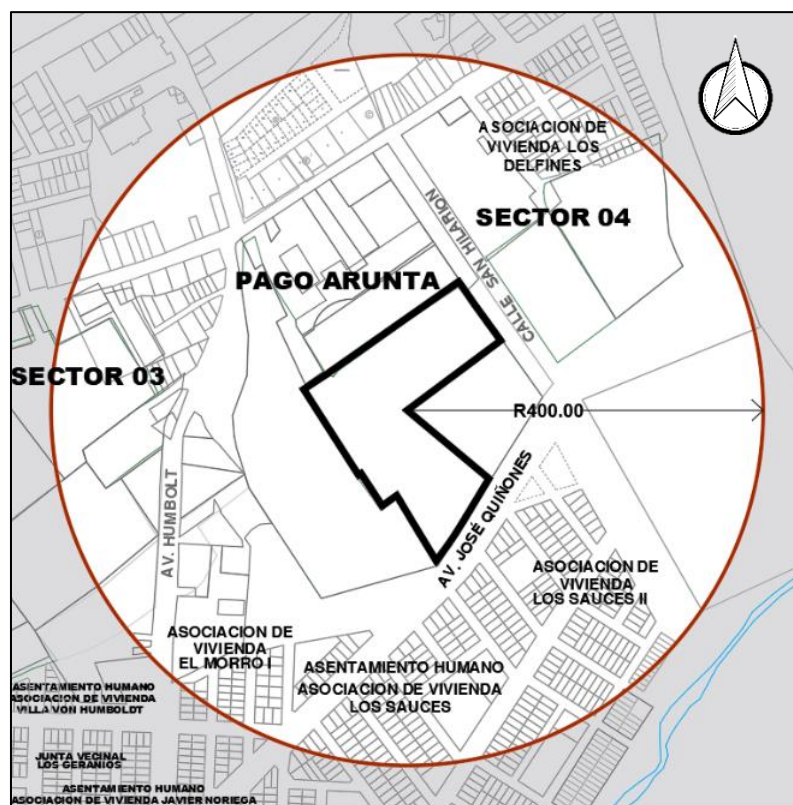 ASOCIACION DE
VIVIENDA LOS
DELFINES
SECTOR 04
CALLE SAN HILARION
PAGO ARUNTA
SECTOR 03
R400.00
AV. JOSÉ QUIÑONES
AV. HUMBOLT
ASOCIACION DE
VIVIENDA
LOS SAUCES II
ASOCIACION DE
VIVIENDA
EL MORRO I
ASENTAMIENTO HUMANO
ASOCIACION DE VIVIENDA
LOS SAUCES
ASENTAMIENTO HUMANO
ASOCIACION DE VIVIENDA
VILLA VON HUMBOLDT
JUNTA VECINAL
LOS GERANIOS
ASENTAMIENTO HUMANO
ASOCIACION DE VIVIENDA JAVIER NORIEGA